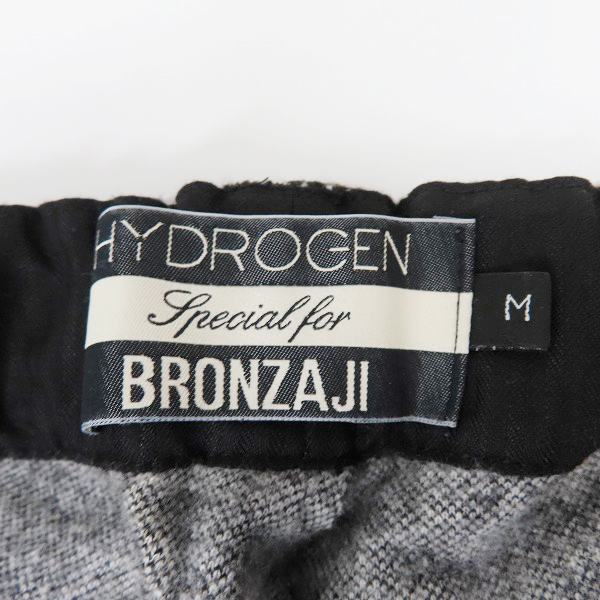 HYDROGEN
Special for
BRONZAJI
M